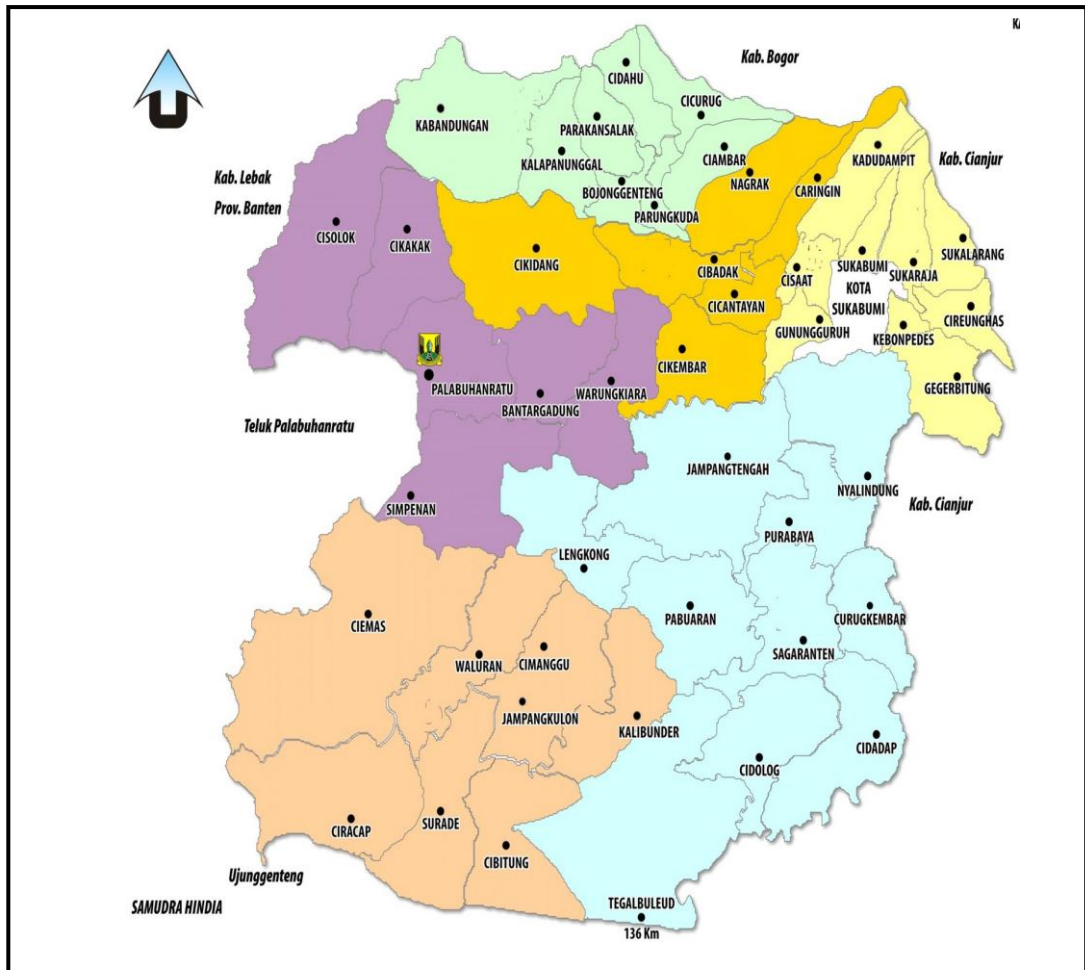 Kab. Bogor
CIDAHU
CICURUG
KABANDUNGAN
PARAKANSALAK
KALAPANUNGGAL
CIAMBAR
KADUDAMPIT
Kab. Cianjur
Kab. Lebak
Prov. Banten
BOJONGGENTENG
NAGRAK
CARINGIN
PARUNGKUDA
CISOLOK
CIKAKAK
CIKIDANG
CIBADAK
CISAAT
SUKABUMI
SUKARAJA
SUKALARANG
KOTA
SUKABUMI
CICANTAYAN
GUNUNGGURUH
KEBONPEDES
CIREUNGHAS
CIKEMBAR
GEGERBITUNG
PALABUHANRATU
BANTARGADUNG
WARUNGKIARA
Teluk Palabuhanratu
JAMPANGTENGAH
NYALINDUNG
Kab. Cianjur
SIMPENAN
PURABAYA
LENGKONG
CIEMAS
PABUARAN
CURUGKEMBAR
WALURAN
CIMANGGU
SAGARANTEN
JAMPANGKULON
KALIBUNDER
CIDADAP
CIDOLOG
CIRACAP
SURADE
CIBITUNG
Ujunggenteng
SAMUDRA HINDIA
TEGALBULEUD
136 Km